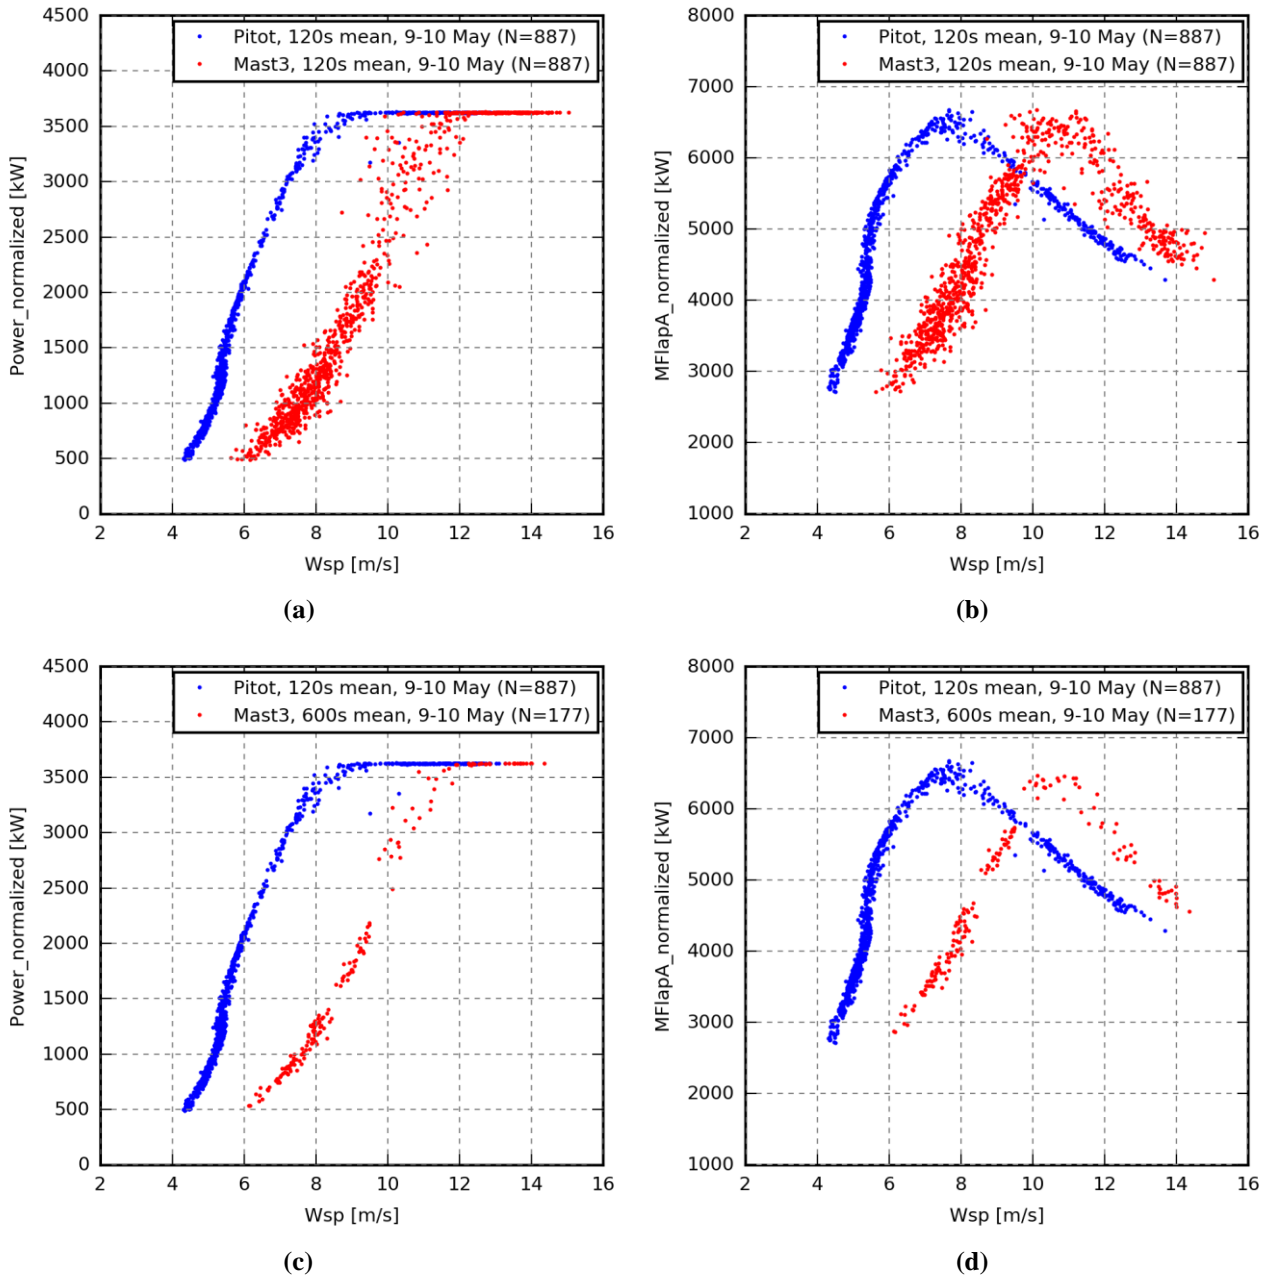 4500
4000
3500
3000
2500
2000
1500
1000
500
0
Power_normalized [kW]
Pitot, 120s mean, 9-10 May (N=887)
Mast3, 120s mean, 9-10 May (N=887)
2 4 6 8 10 12 14 16
Wsp [m/s]
(a)
8000
7000
6000
5000
4000
3000
2000
1000
MFlapA_normalized [kW]
Pitot, 120s mean, 9-10 May (N=887)
Mast3, 120s mean, 9-10 May (N=887)
2 4 6 8 10 12 14 16
Wsp [m/s]
(b)
4500
4000
3500
3000
2500
2000
1500
1000
500
0
Power_normalized [kW]
Pitot, 120s mean, 9-10 May (N=887)
Mast3, 600s mean, 9-10 May (N=177)
2 4 6 8 10 12 14 16
Wsp [m/s]
(c)
8000
7000
6000
5000
4000
3000
2000
1000
MFlapA_normalized [kW]
Pitot, 120s mean, 9-10 May (N=887)
Mast3, 600s mean, 9-10 May (N=177)
2 4 6 8 10 12 14 16
Wsp [m/s]
(d)